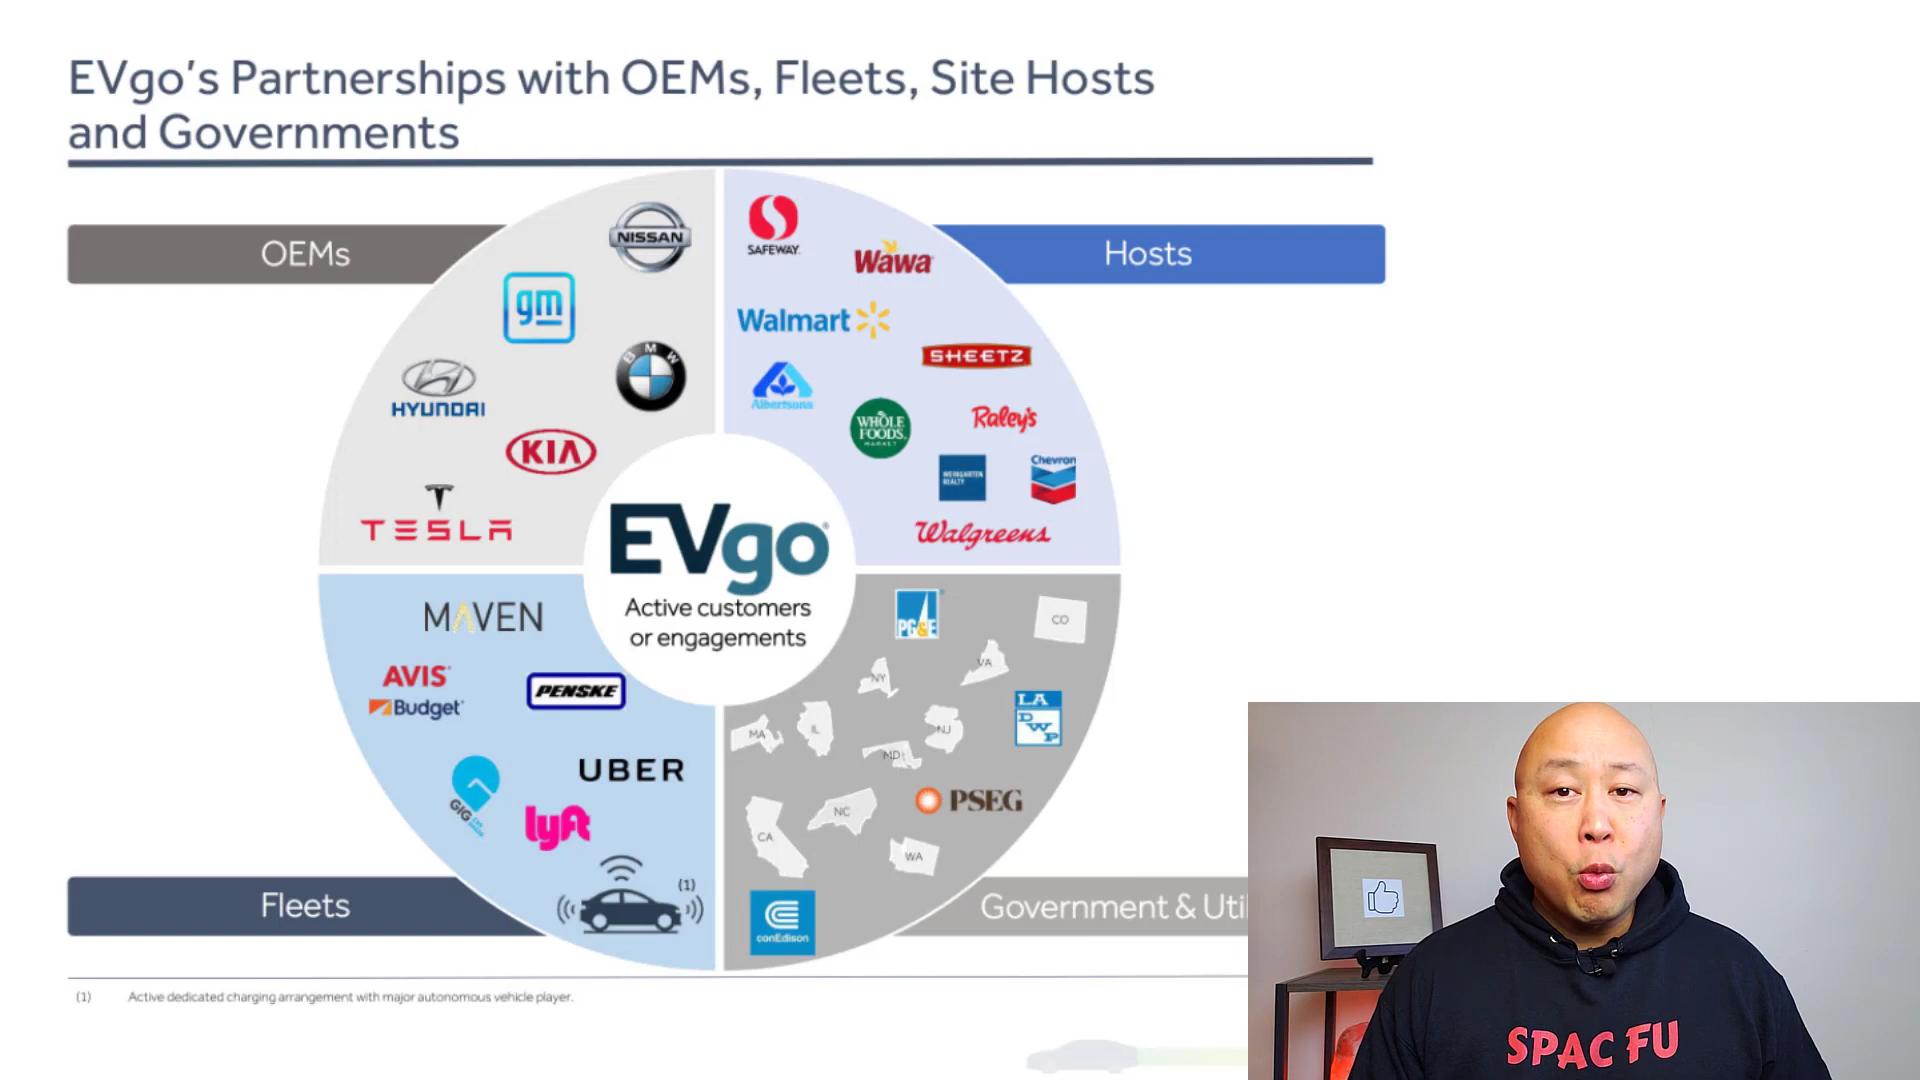 EVgo's Partnerships with OEMs, Fleets, Site Hosts
and Governments
OEMs
Hosts
NISSAN
gm
BMW
HYUNDAI
KIA
TESLA
SAFEWAY
Wawa
Walmart
SHEETZ
Albertsons
WHOLE
FOODS
MARKET
Raley's
WEINGARTEN
REALTY
Chevron
Walgreens
EVgo
Active customers
or engagements
MAVEN
AVIS
Budget
PENSKE
UBER
GIG
lyft
(1)
PG&E
CO
VA
NY
LA
DWP
MA
IL
NJ
MD
PSEG
NC
CA
WA
conEdison
Fleets
Government & Uti
(1) Active dedicated charging arrangement with major autonomous vehicle player.
SPAC FU